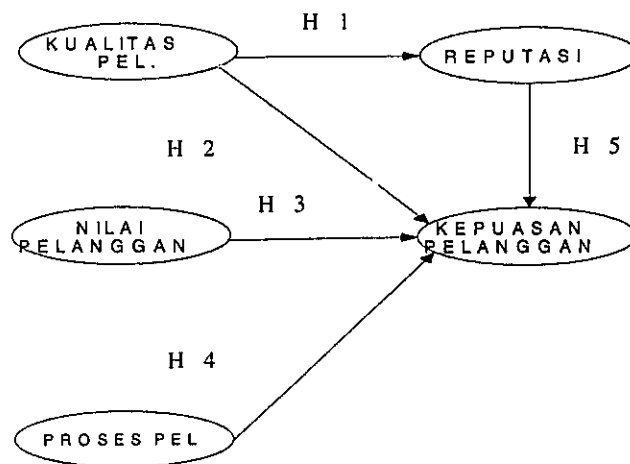 H 1
KUALITAS
PEL.
REPUTASI
H 2
H 5
H 3
NILAI
PELANGGAN
KEPUASAN
PELANGGAN
H 4
PROSES PEL